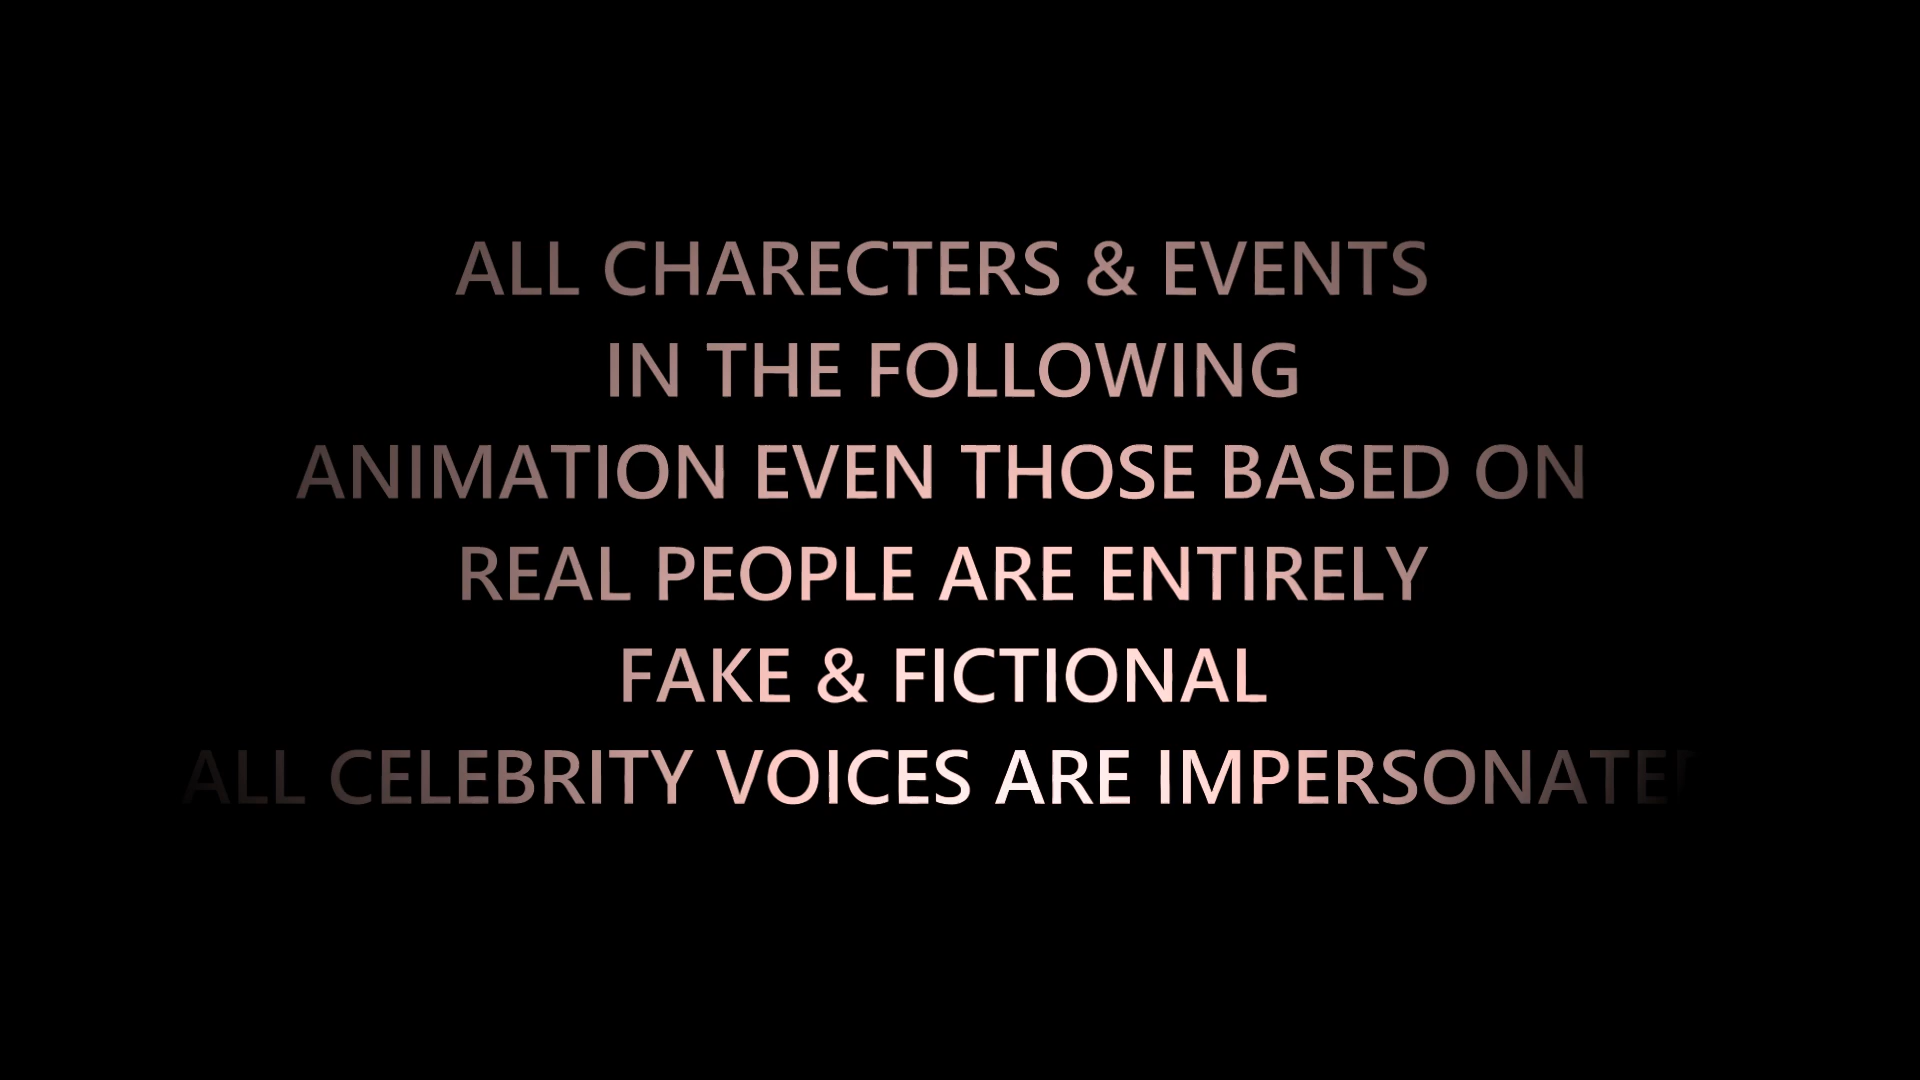 ALL CHARECTERS & EVENTS
IN THE FOLLOWING
ANIMATION EVEN THOSE BASED ON
REAL PEOPLE ARE ENTIRELY
FAKE & FICTIONAL
ALL CELEBRITY VOICES ARE IMPERSONATED